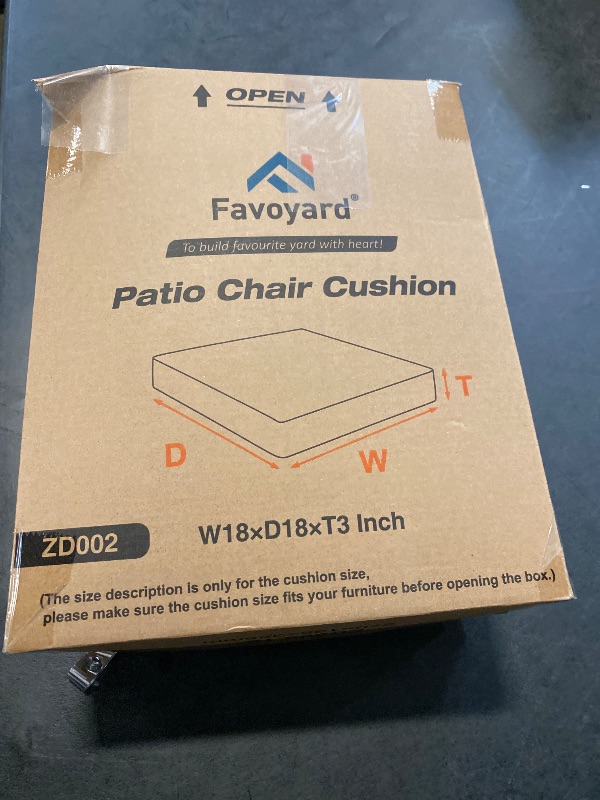 OPEN
Favoyard®
To build favourite yard with heart!
Patio Chair Cushion
T
D
W
W18×D18×T3 Inch
ZD002
(The size description is only for the cushion size,
please make sure the cushion size fits your furniture before opening the box.)